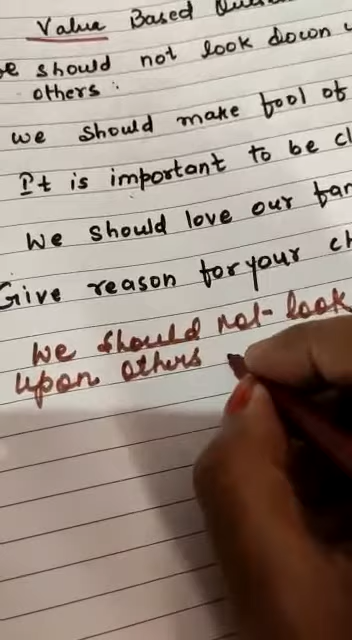 Value Based
we should not look down
others :
we should make fool of
It is important to be
We should love our
Give reason for your
We should not look
upon others